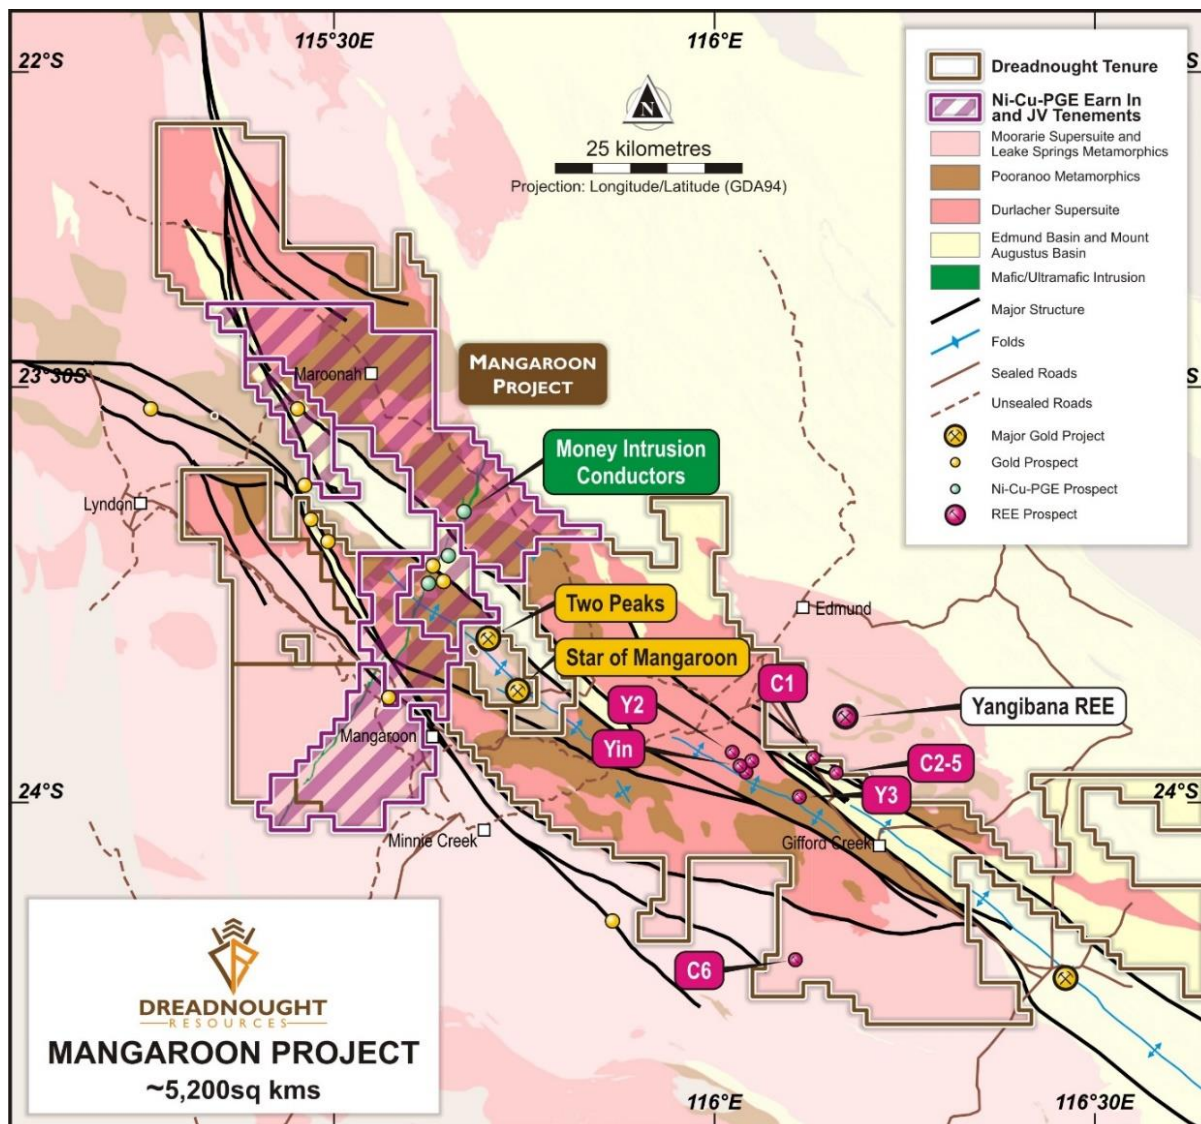 115°30'E
116°E
22°S
S
N
25 kilometres
Projection: Longitude/Latitude (GDA94)
Dreadnought Tenure
Ni-Cu-PGE Earn In
and JV Tenements
Moorarie Supersuite and
Leake Springs Metamorphics
Pooranoo Metamorphics
Durlacher Supersuite
Edmund Basin and Mount
Augustus Basin
Mafic/Ultramafic Intrusion
Major Structure
Folds
Sealed Roads
Unsealed Roads
Major Gold Project
Gold Prospect
Ni-Cu-PGE Prospect
REE Prospect
23°30'S
S
Maroonah
MANGAROON
PROJECT
Money Intrusion
Conductors
Lyndon
Two Peaks
Edmund
Star of Mangaroon
C1
Y2
Yangibana REE
Mangaroon
Yin
C2-5
Y3
24°S
24°S
Minnie Creek
Gifford Creek
C6
DREADNOUGHT
RESOURCES
MANGAROON PROJECT
~5,200sq kms
116°E
116°30'E